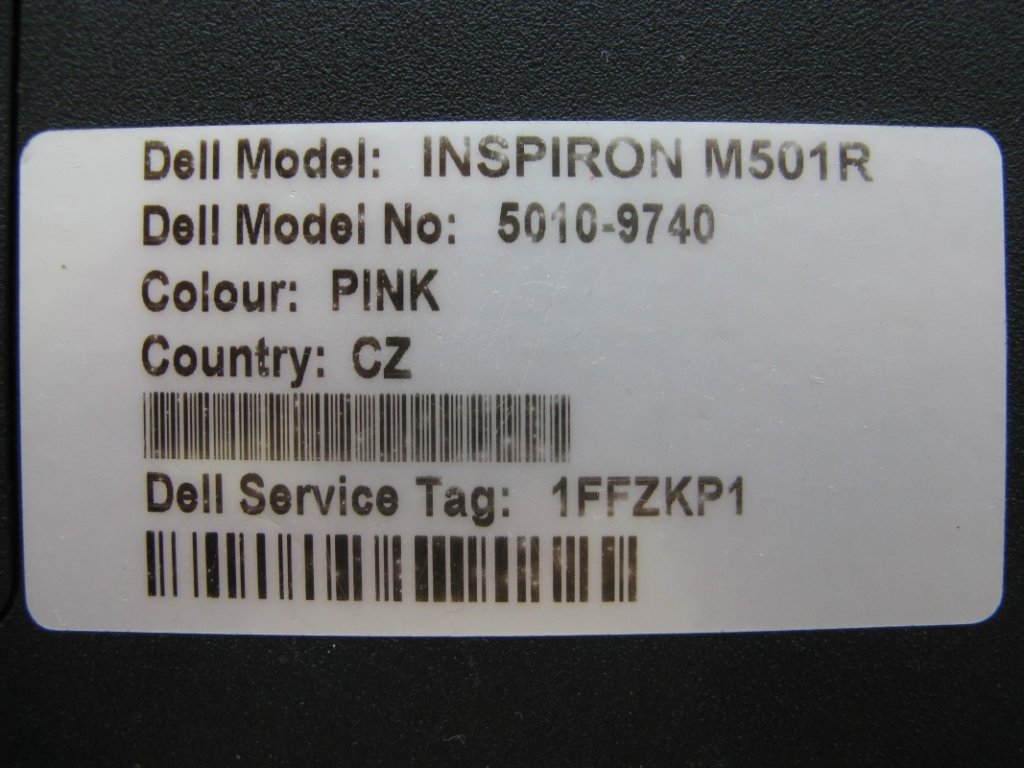 Dell Model: INSPIRON M501R
Dell Model No: 5010-9740
Colour: PINK
Country: CZ
Dell Service Tag: 1FFZKP1